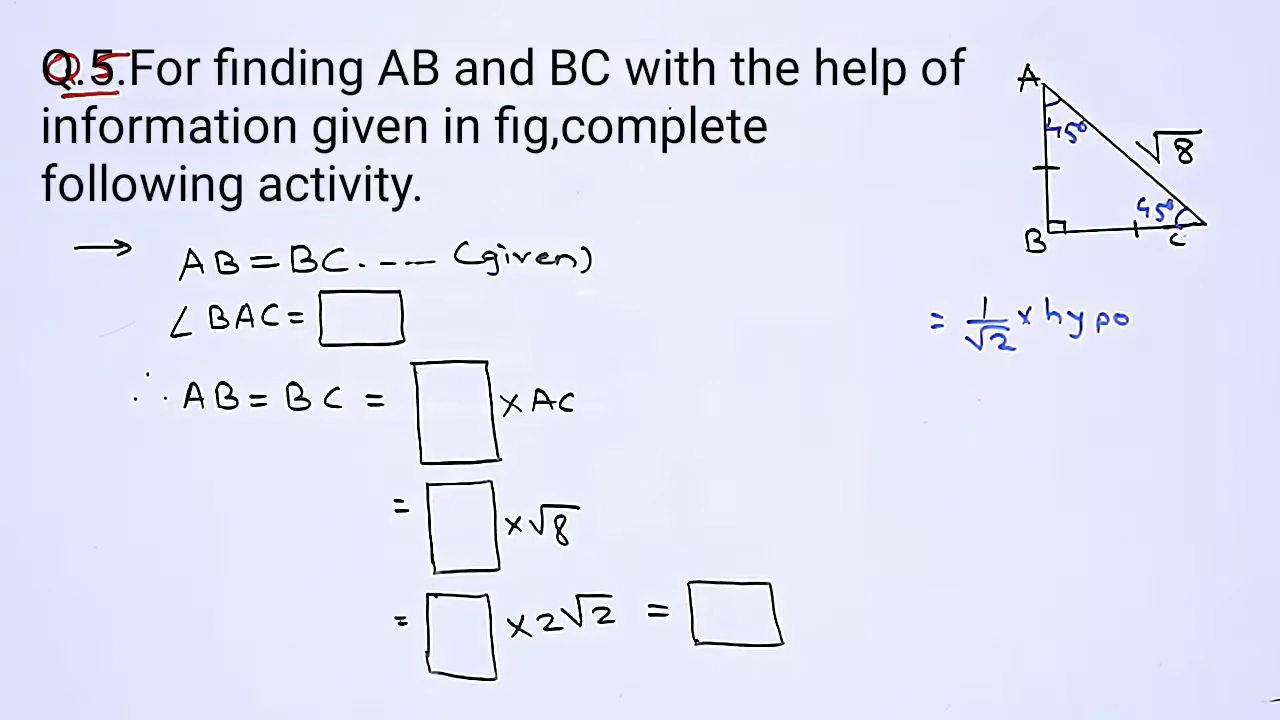 Q.5.For finding AB and BC with the help of
information given in fig,complete
following activity.
A
45°
√8
45°
B
C
→ AB = BC. ---- (given)
∠BAC =
= 1/√2 × hypo
∴ AB = BC = × AC
= × √8
= × 2√2 =